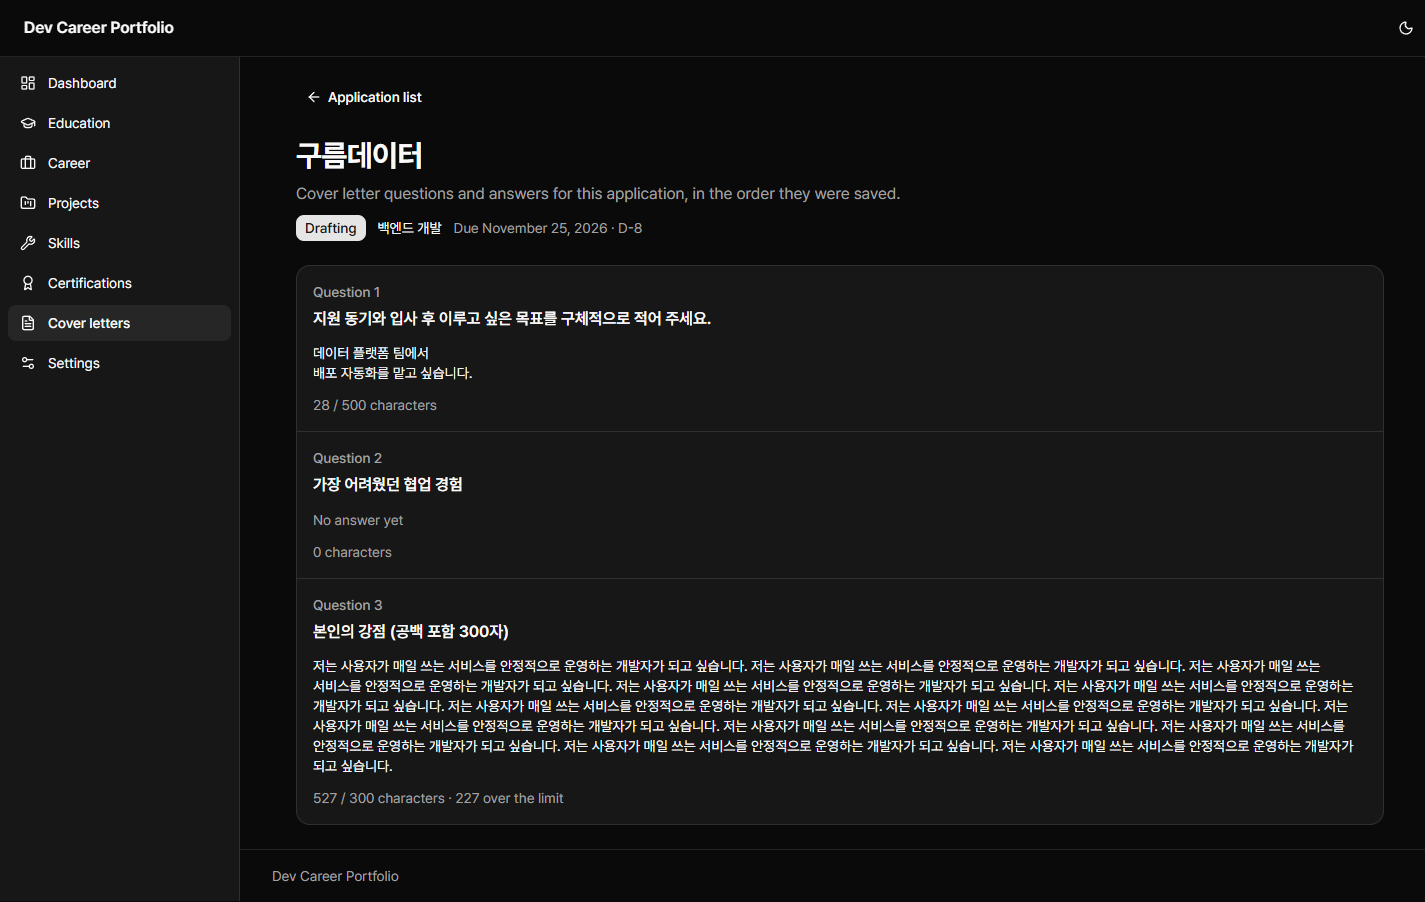 Dev Career Portfolio
Dashboard
Education
Career
Projects
Skills
Certifications
Cover letters
Settings
Application list
구름데이터
Cover letter questions and answers for this application, in the order they were saved.
Drafting 백엔드 개발 Due November 25, 2026 · D-8
Question 1
지원 동기와 입사 후 이루고 싶은 목표를 구체적으로 적어 주세요.
데이터 플랫폼 팀에서
배포 자동화를 맡고 싶습니다.
28 / 500 characters
Question 2
가장 어려웠던 협업 경험
No answer yet
0 characters
Question 3
본인의 강점 (공백 포함 300자)
저는 사용자가 매일 쓰는 서비스를 안정적으로 운영하는 개발자가 되고 싶습니다. 저는 사용자가 매일 쓰는 서비스를 안정적으로 운영하는 개발자가 되고 싶습니다. 저는 사용자가 매일 쓰는
서비스를 안정적으로 운영하는 개발자가 되고 싶습니다. 저는 사용자가 매일 쓰는 서비스를 안정적으로 운영하는 개발자가 되고 싶습니다. 저는 사용자가 매일 쓰는 서비스를 안정적으로 운영하는
개발자가 되고 싶습니다. 저는 사용자가 매일 쓰는 서비스를 안정적으로 운영하는 개발자가 되고 싶습니다. 저는 사용자가 매일 쓰는 서비스를 안정적으로 운영하는 개발자가 되고 싶습니다. 저는
사용자가 매일 쓰는 서비스를 안정적으로 운영하는 개발자가 되고 싶습니다. 저는 사용자가 매일 쓰는 서비스를 안정적으로 운영하는 개발자가 되고 싶습니다. 저는 사용자가 매일 쓰는 서비스를
안정적으로 운영하는 개발자가 되고 싶습니다. 저는 사용자가 매일 쓰는 서비스를 안정적으로 운영하는 개발자가 되고 싶습니다. 저는 사용자가 매일 쓰는 서비스를 안정적으로 운영하는 개발자가
되고 싶습니다.
527 / 300 characters · 227 over the limit
Dev Career Portfolio